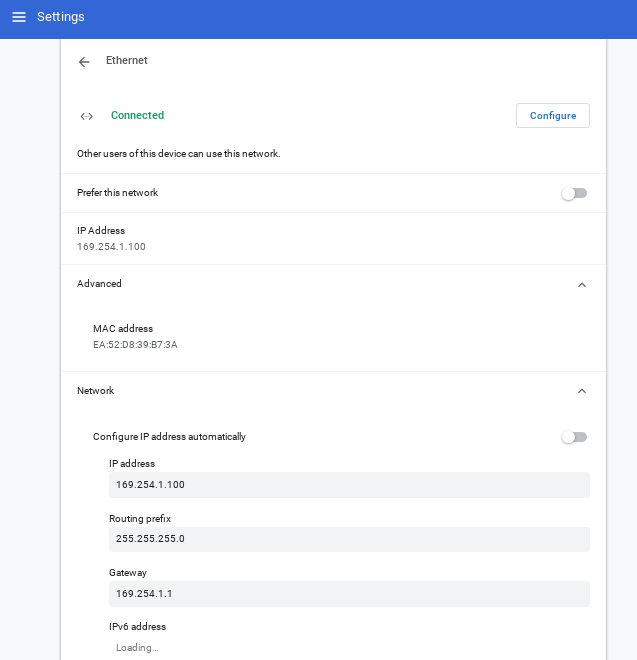 Settings
Ethernet
Connected
Configure
Other users of this device can use this network.
Prefer this network
IP Address
169.254.1.100
Advanced
MAC address
EA:52:D8:39:B7:3A
Network
Configure IP address automatically
IP address
169.254.1.100
Routing prefix
255.255.255.0
Gateway
169.254.1.1
IPv6 address
Loading...